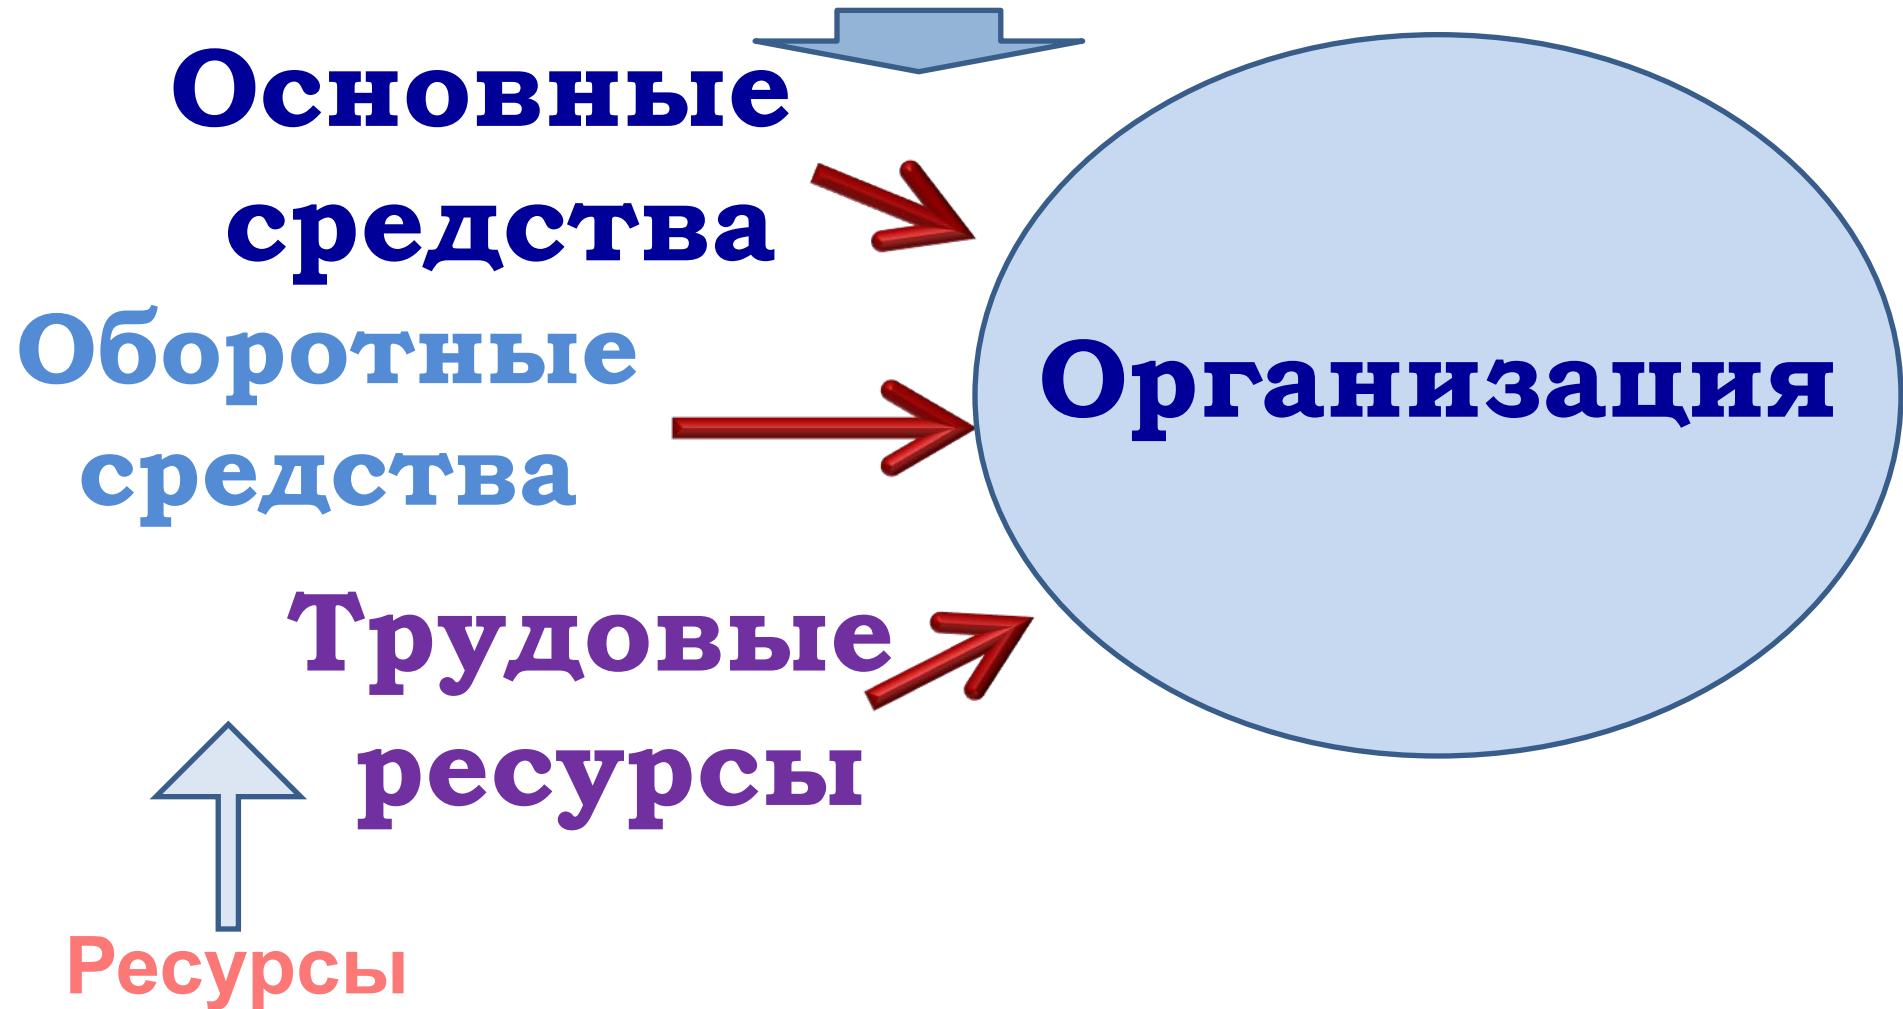 Основные
средства
Оборотные
средства
Организация
Трудовые
ресурсы
Ресурсы